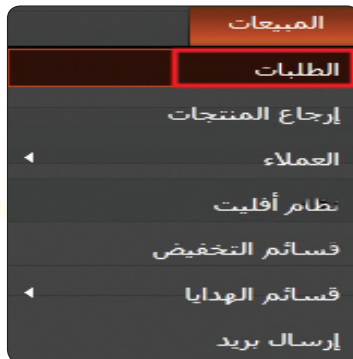 المبيعات
الطلبات
إرجاع المنتجات
العملاء
نظام أفليت
قسائم التخفيض
قسائم الهدايا
إرسال بريد